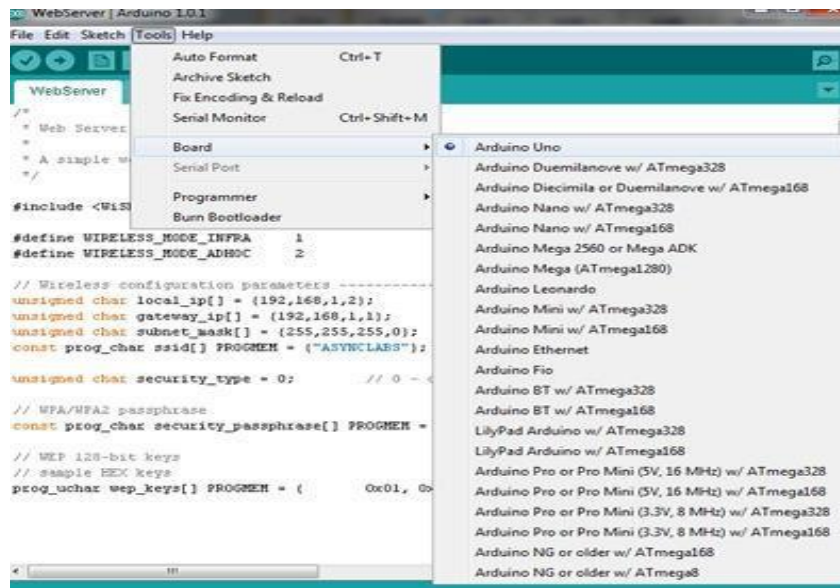 WebServer | Arduino 1.0.1
File Edit Sketch Tools Help
Auto Format Ctrl+T
Archive Sketch
Fix Encoding & Reload
Serial Monitor Ctrl+Shift+M
Board
Serial Port
Programmer
Burn Bootloader
Arduino Uno
Arduino Duemilanove w/ ATmega328
Arduino Diecimila or Duemilanove w/ ATmega168
Arduino Nano w/ ATmega328
Arduino Nano w/ ATmega168
Arduino Mega 2560 or Mega ADK
Arduino Mega (ATmega1280)
Arduino Leonardo
Arduino Mini w/ ATmega328
Arduino Mini w/ ATmega168
Arduino Ethernet
Arduino Fio
Arduino BT w/ ATmega328
Arduino BT w/ ATmega168
LilyPad Arduino w/ ATmega328
LilyPad Arduino w/ ATmega168
Arduino Pro or Pro Mini (5V, 16 MHz) w/ ATmega328
Arduino Pro or Pro Mini (5V, 16 MHz) w/ ATmega168
Arduino Pro or Pro Mini (3.3V, 8 MHz) w/ ATmega328
Arduino Pro or Pro Mini (3.3V, 8 MHz) w/ ATmega168
Arduino NG or older w/ ATmega168
Arduino NG or older w/ ATmega8
WebServer
/*
* Web Server
*
* A simple
*/
#include
#define WIRELESS_MODE_INFRA 1
#define WIRELESS_MODE_ADHOC 2
// Wireless configuration parameters ----------
unsigned char local_ip[] = {192,168,1,2};
unsigned char gateway_ip[] = {192,168,1,1};
unsigned char subnet_mask[] = {255,255,255,0};
const prog_char ssid[] PROGMEM = {"ASYNCLABS"};
unsigned char security_type = 0; // 0 -
// WPA/WPA2 passphrase
const prog_char security_passphrase[] PROGMEM =
// WEP 128-bit keys
// sample HEX keys
prog_uchar wep_keys[] PROGMEM = { 0x01,